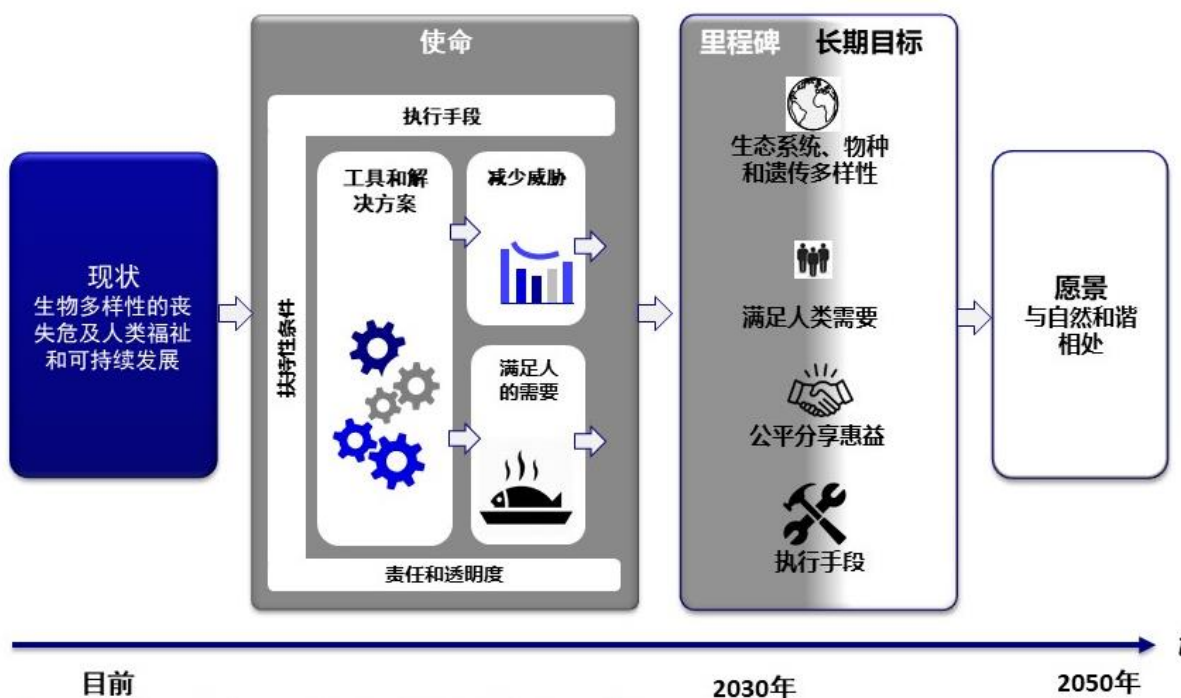 使命
执行手段
扶持性条件
工具和解
决方案
减少威胁
满足人
的需要
责任和透明度
现状
生物多样性的丧
失危及人类福祉
和可持续发展
里程碑 长期目标
生态系统、物种
和遗传多样性
满足人类需要
公平分享惠益
执行手段
愿景
与自然和谐
相处
目前
2030年
2050年